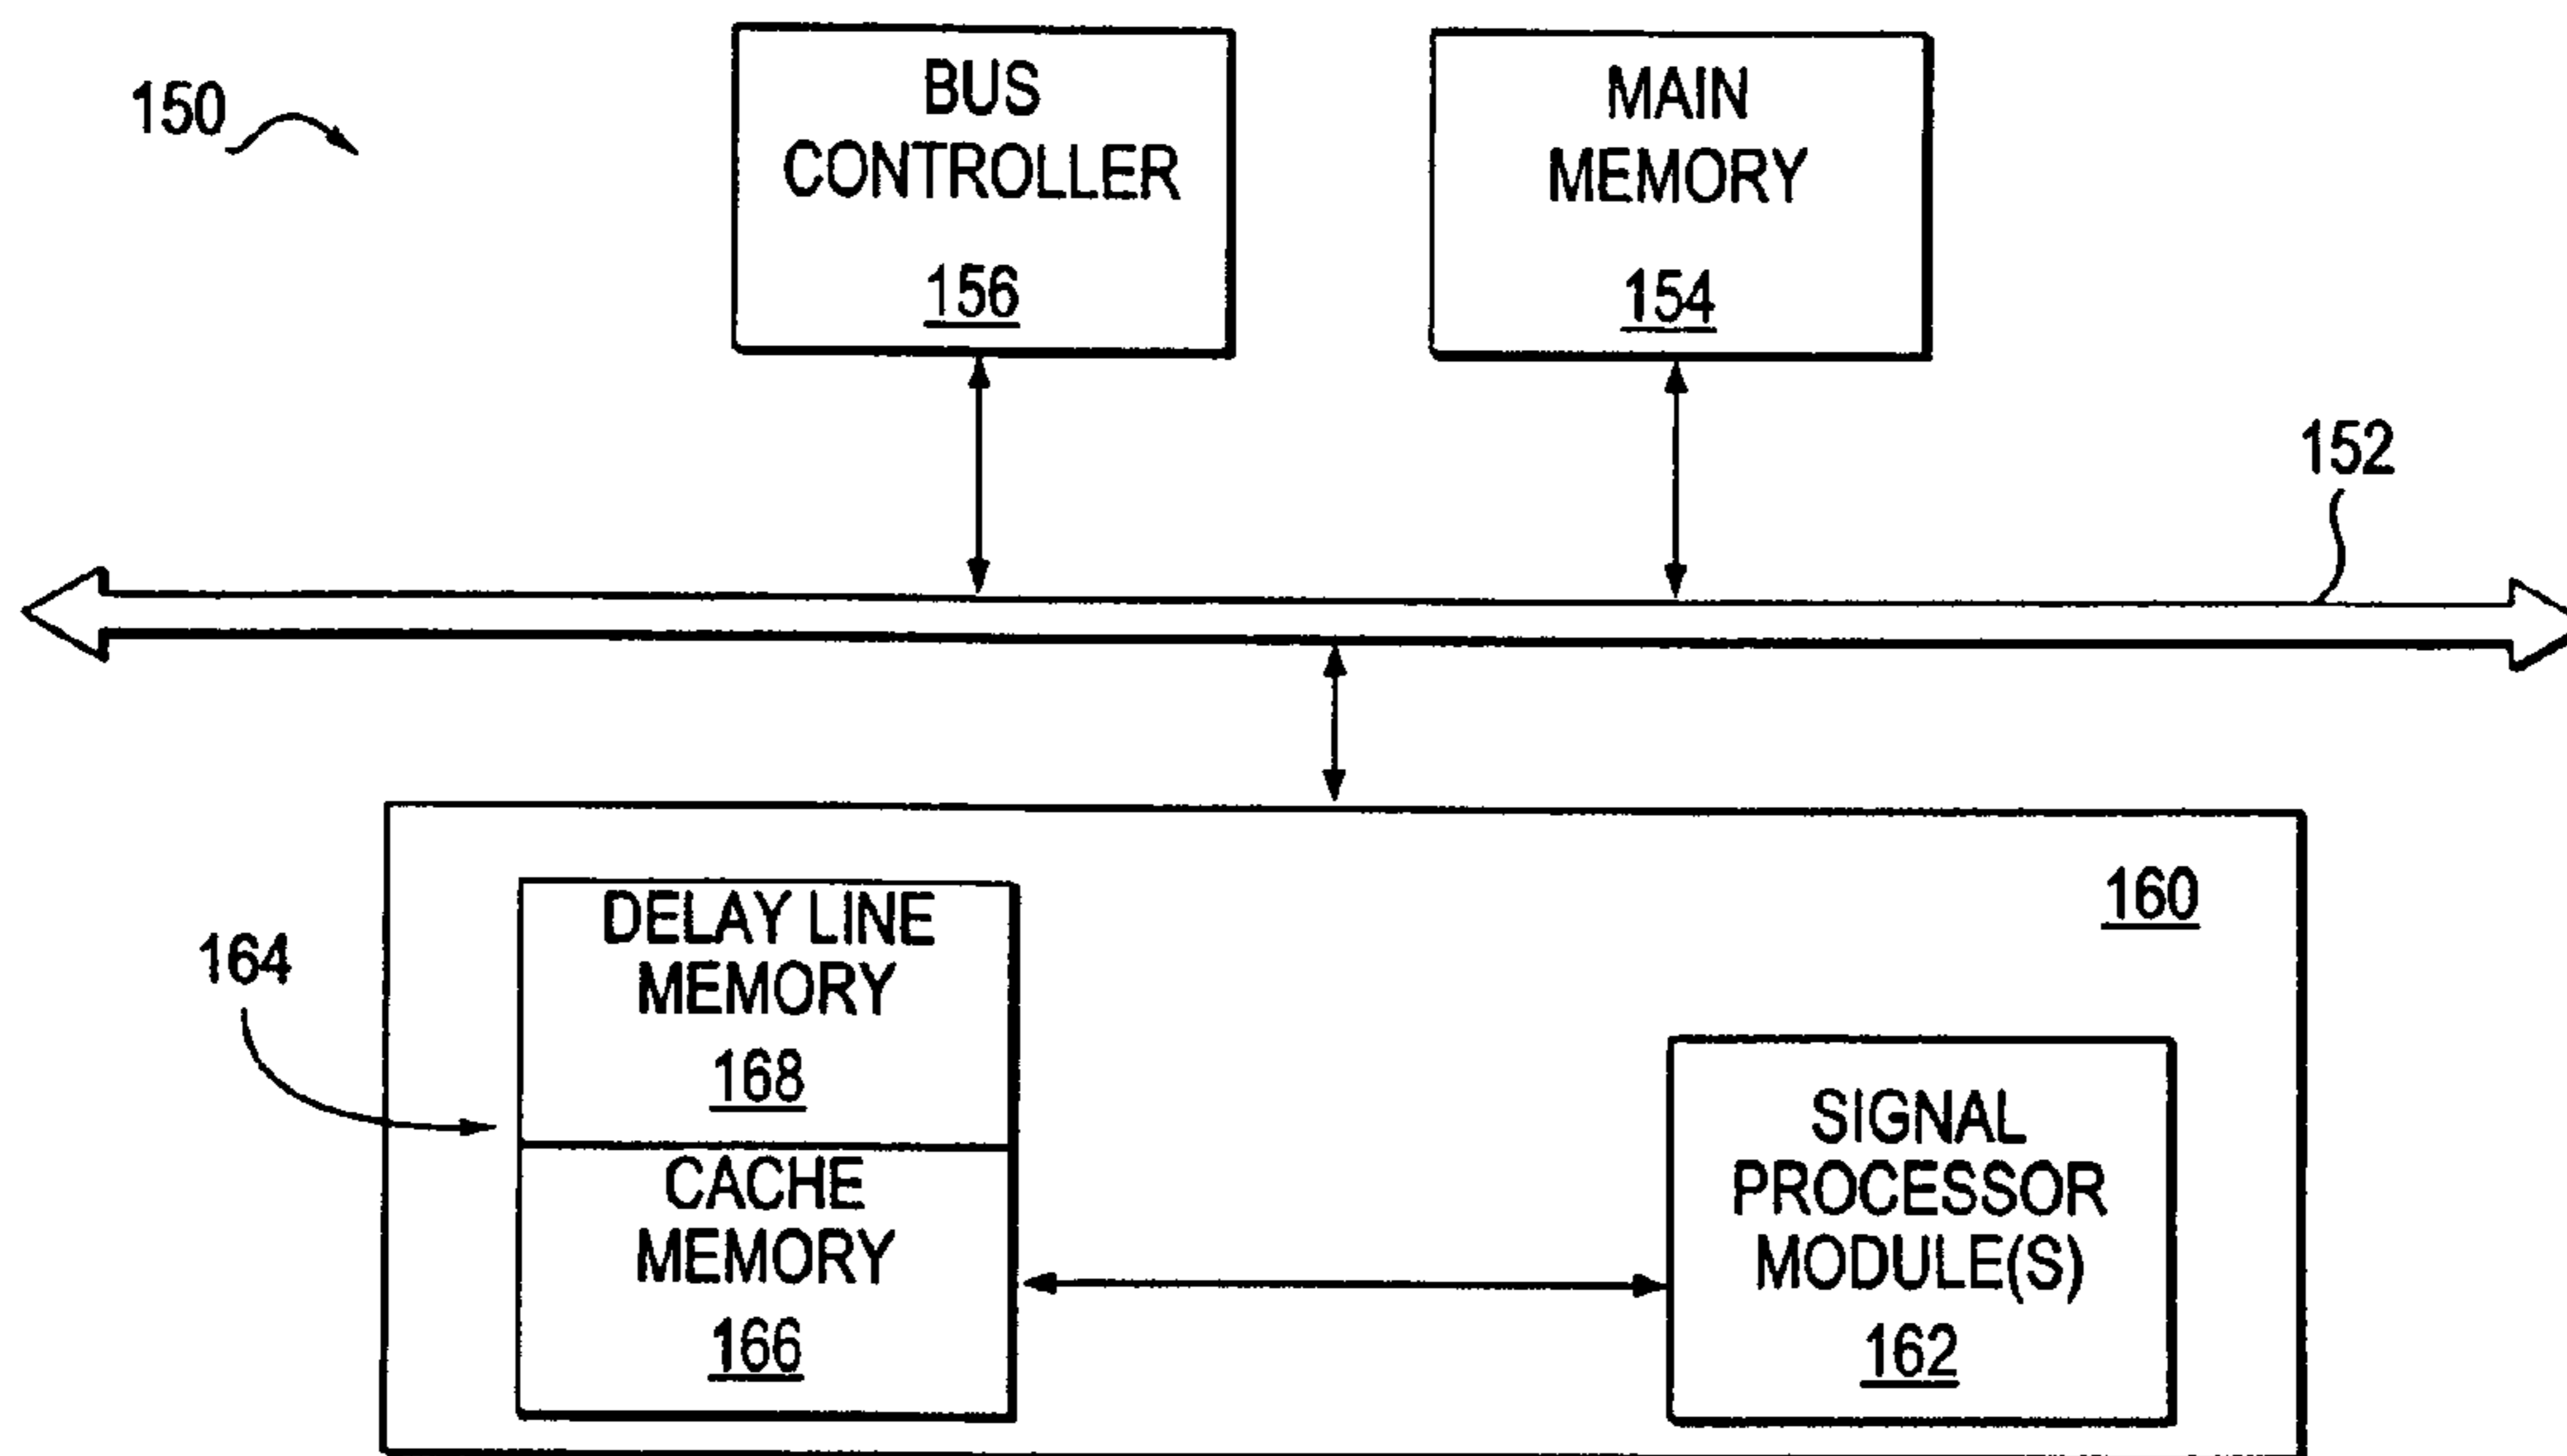 150
BUS
CONTROLLER
156
MAIN
MEMORY
154
152
160
164
DELAY LINE
MEMORY
168
CACHE
MEMORY
166
SIGNAL
PROCESSOR
MODULE(S)
162